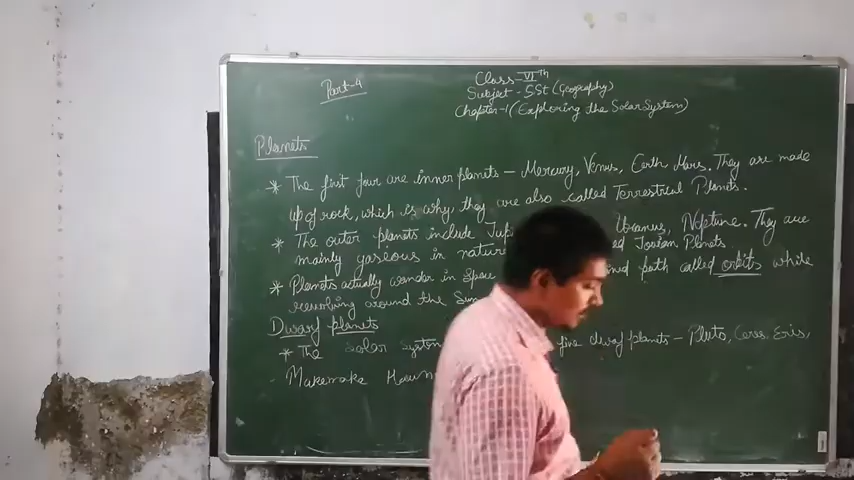 Part-4
Class-VIth
Subject - SSt (Geography)
Chapter-1 (Exploring the Solar System)
Planets
* The first four are inner planets - Mercury, Venus, Earth Mars. They are made
up of rock, which is why, they are also called Terrestrial Planets.
* The outer planets include Jup Uranus, Neptune. They are
mainly gaseous in nature ed Jovian Planets.
* Planets actually wander in space path called orbits while
revolving around the Sun
Dwarf planets
* The Solar System five dwarf planets - Pluto, Ceres, Eris,
Makemake Haum